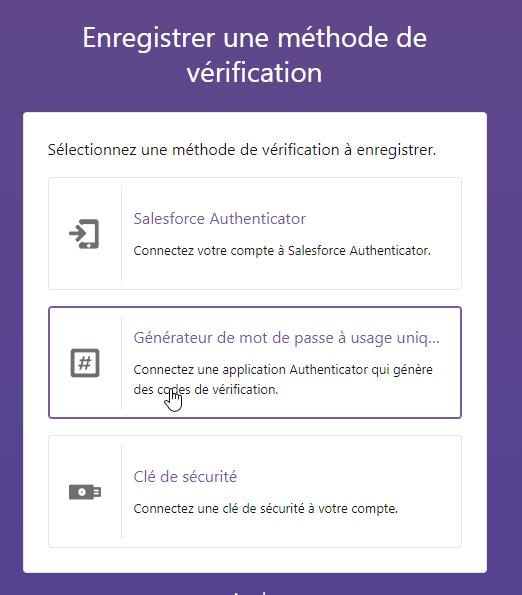 Enregistrer une méthode de
vérification
Sélectionnez une méthode de vérification à enregistrer.
Salesforce Authenticator
Connectez votre compte à Salesforce Authenticator.
Générateur de mot de passe à usage uniq...
#
Connectez une application Authenticator qui génère
des codes de vérification.
Clé de sécurité
Connectez une clé de sécurité à votre compte.